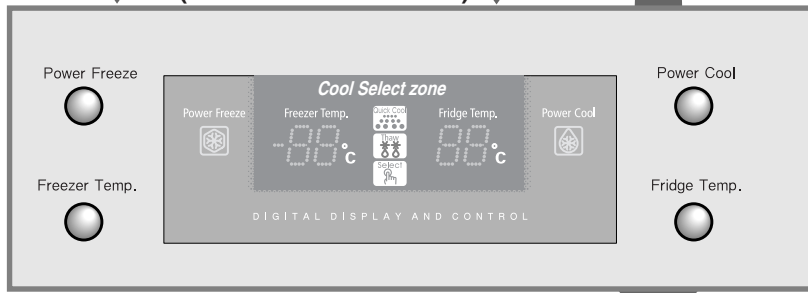 Power Freeze
Power Cool
Cool Select zone
Power Freeze
Freezer Temp.
Quick Cool
Fridge Temp.
Power Cool
-88°C
Thaw
88°C
Select
Freezer Temp.
Fridge Temp.
DIGITAL DISPLAY AND CONTROL